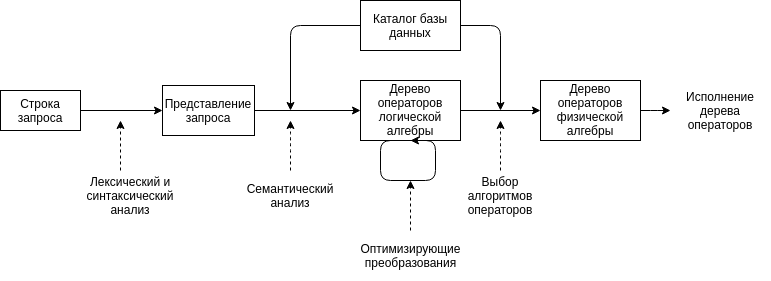 Каталог базы
данных
Строка
запроса
Представление
запроса
Дерево
операторов
логической
алгебры
Дерево
операторов
физической
алгебры
Исполнение
дерева
операторов
Лексический и
синтаксический
анализ
Семантический
анализ
Выбор
алгоритмов
операторов
Оптимизирующие
преобразования